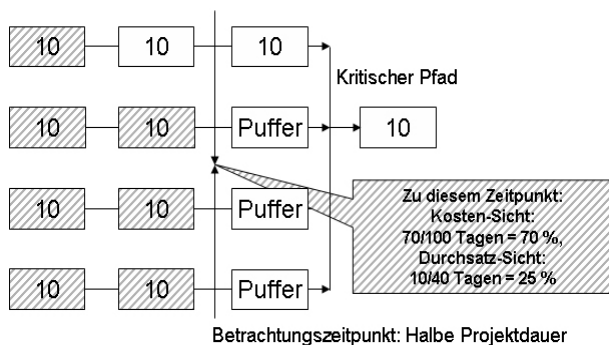 10 10 10
Kritischer Pfad
10 10 Puffer 10
10 10 Puffer
10 10 Puffer
Zu diesem Zeitpunkt:
Kosten-Sicht:
70/100 Tagen = 70 %,
Durchsatz-Sicht:
10/40 Tagen = 25 %
Betrachtungszeitpunkt: Halbe Projektdauer